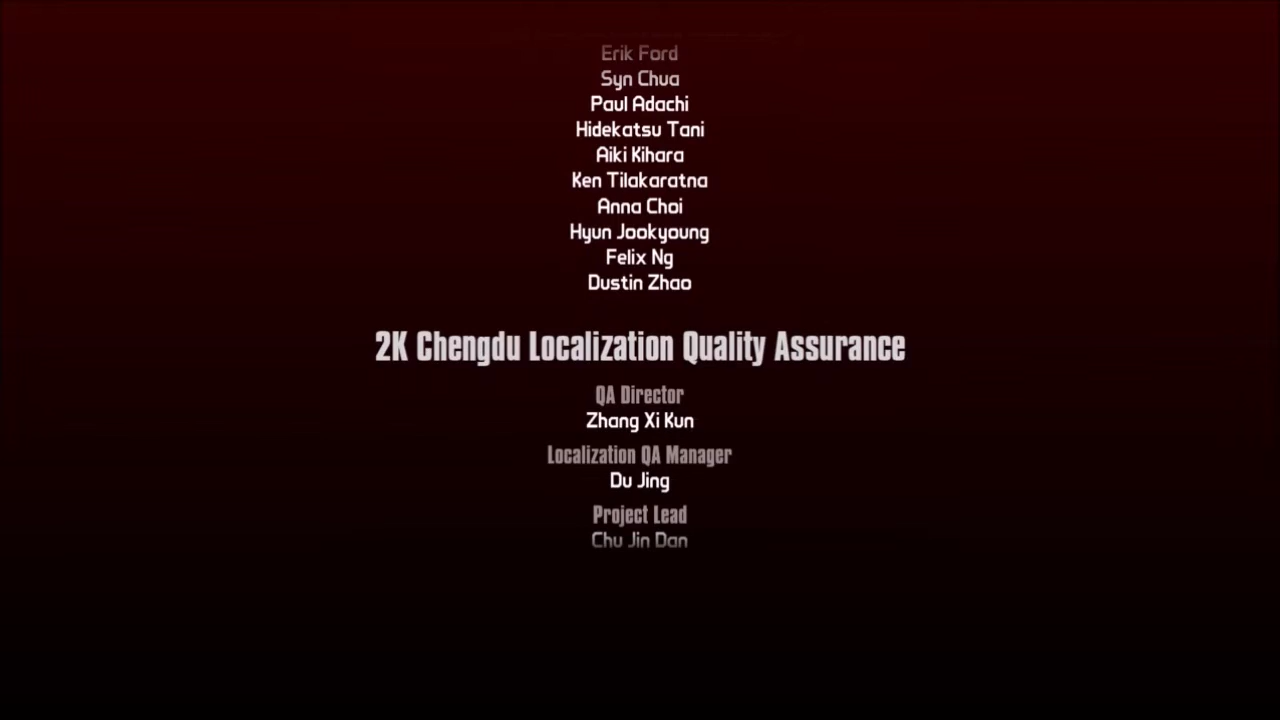 Erik Ford
Syn Chua
Paul Adachi
Hidekatsu Tani
Aiki Kihara
Ken Tilakaratna
Anna Choi
Hyun Jookyoung
Felix Ng
Dustin Zhao
2K Chengdu Localization Quality Assurance
QA Director
Zhang Xi Kun
Localization QA Manager
Du Jing
Project Lead
Chu Jin Dan